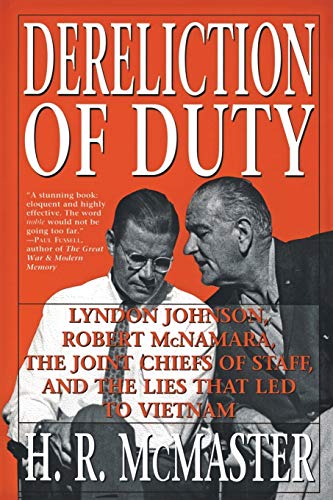 DERELICTION
OF DUTY
"A stunning book:
eloquent and highly
effective. The word
noble would not be
going too far."
—PAUL FUSSELL,
author of The Great
War & Modern
Memory
LYNDON JOHNSON,
ROBERT MCNAMARA,
THE JOINT CHIEFS OF STAFF,
AND THE LIES THAT LED
TO VIETNAM
H. R. MCMASTER